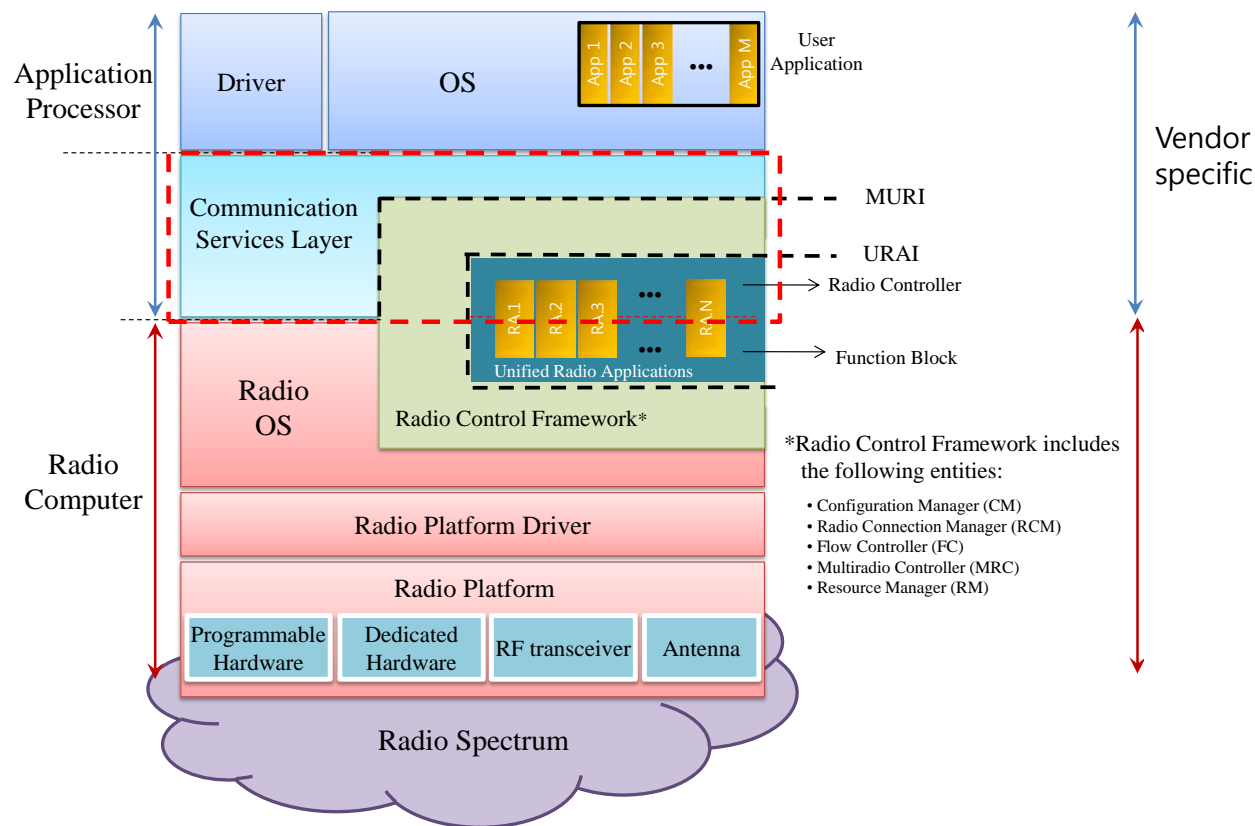 Application
Processor
Driver
OS
App 1
App 2
App 3
•••
App M
User
Application
Vendor
specific
Communication
Services Layer
MURI
URAI
Radio Controller
RA.1
RA.2
RA.3
•••
RA.N
•••
Function Block
Unified Radio Applications
Radio Control Framework*
Radio
OS
Radio
Computer
*Radio Control Framework includes
the following entities:
• Configuration Manager (CM)
• Radio Connection Manager (RCM)
• Flow Controller (FC)
• Multiradio Controller (MRC)
• Resource Manager (RM)
Radio Platform Driver
Radio Platform
Programmable
Hardware
Dedicated
Hardware
RF transceiver
Antenna
Radio Spectrum